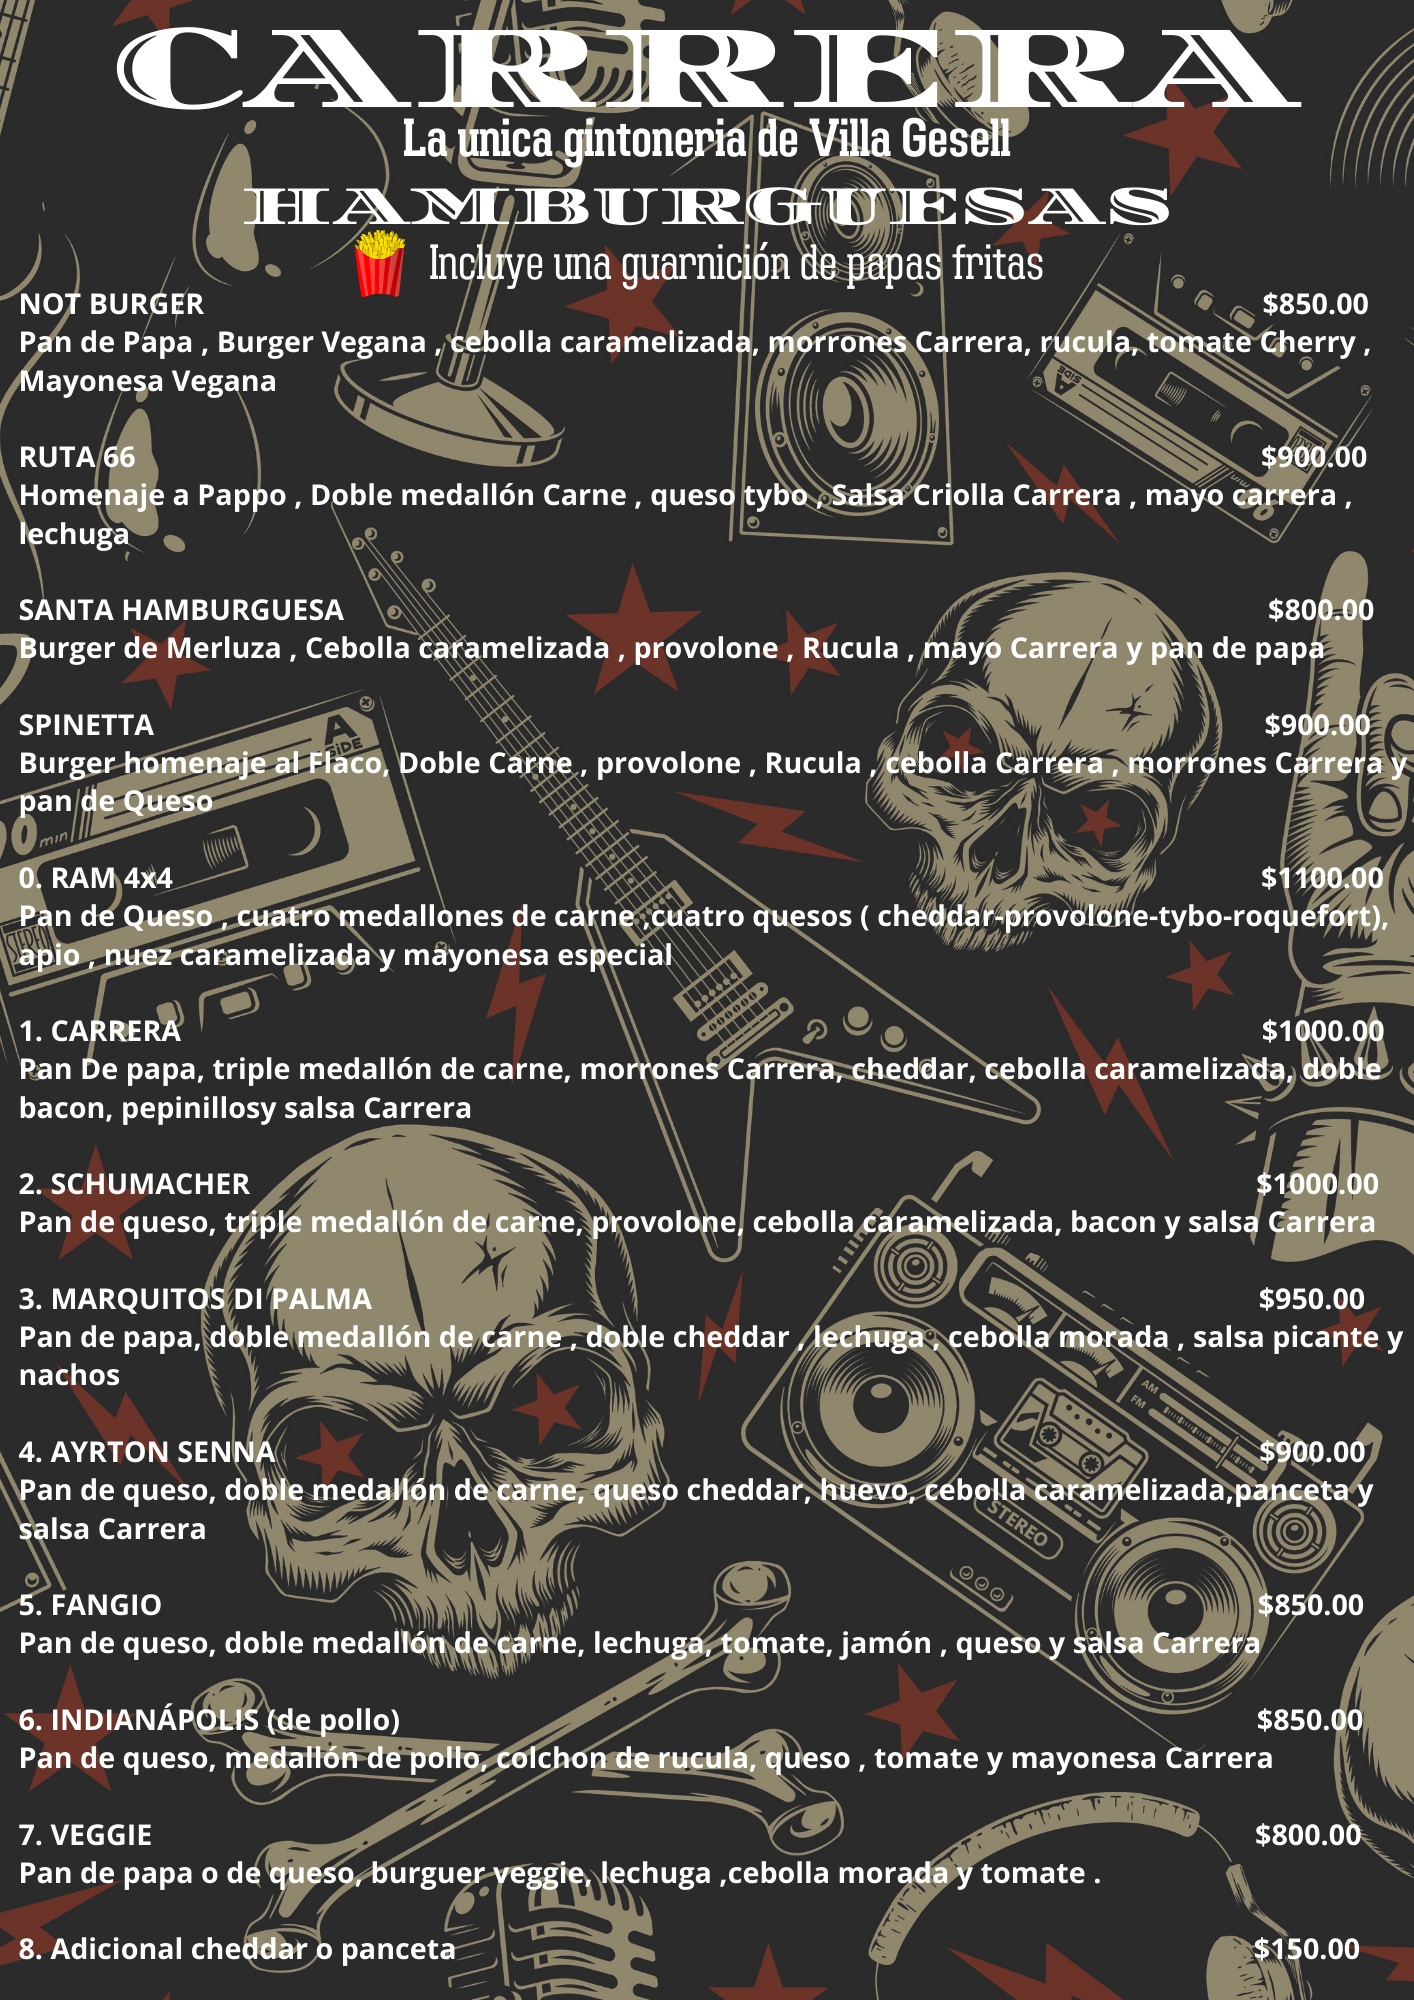 CARRERA
La unica gintoneria de Villa Gesell
HAMBURGUESAS
Incluye una guarnición de papas fritas
NOT BURGER $850.00
Pan de Papa , Burger Vegana , cebolla caramelizada, morrones Carrera, rucula, tomate Cherry ,
Mayonesa Vegana
RUTA 66 $900.00
Homenaje a Pappo , Doble medallón Carne , queso tybo , Salsa Criolla Carrera , mayo carrera ,
lechuga
SANTA HAMBURGUESA $800.00
Burger de Merluza , Cebolla caramelizada , provolone , Rucula , mayo Carrera y pan de papa
SPINETTA $900.00
Burger homenaje al Flaco, Doble Carne , provolone , Rucula , cebolla Carrera , morrones Carrera y
pan de Queso
0. RAM 4x4 $1100.00
Pan de Queso , cuatro medallones de carne ,cuatro quesos ( cheddar-provolone-tybo-roquefort),
apio , nuez caramelizada y mayonesa especial
1. CARRERA $1000.00
Pan De papa, triple medallón de carne, morrones Carrera, cheddar, cebolla caramelizada, doble
bacon, pepinillosy salsa Carrera
2. SCHUMACHER $1000.00
Pan de queso, triple medallón de carne, provolone, cebolla caramelizada, bacon y salsa Carrera
3. MARQUITOS DI PALMA $950.00
Pan de papa, doble medallón de carne , doble cheddar , lechuga , cebolla morada , salsa picante y
nachos
4. AYRTON SENNA $900.00
Pan de queso, doble medallón de carne, queso cheddar, huevo, cebolla caramelizada,panceta y
salsa Carrera
5. FANGIO $850.00
Pan de queso, doble medallón de carne, lechuga, tomate, jamón , queso y salsa Carrera
6. INDIANÁPOLIS (de pollo) $850.00
Pan de queso, medallón de pollo, colchon de rucula, queso , tomate y mayonesa Carrera
7. VEGGIE $800.00
Pan de papa o de queso, burguer veggie, lechuga ,cebolla morada y tomate .
8. Adicional cheddar o panceta $150.00
A
SIDE
min
AM
FM
STEREO